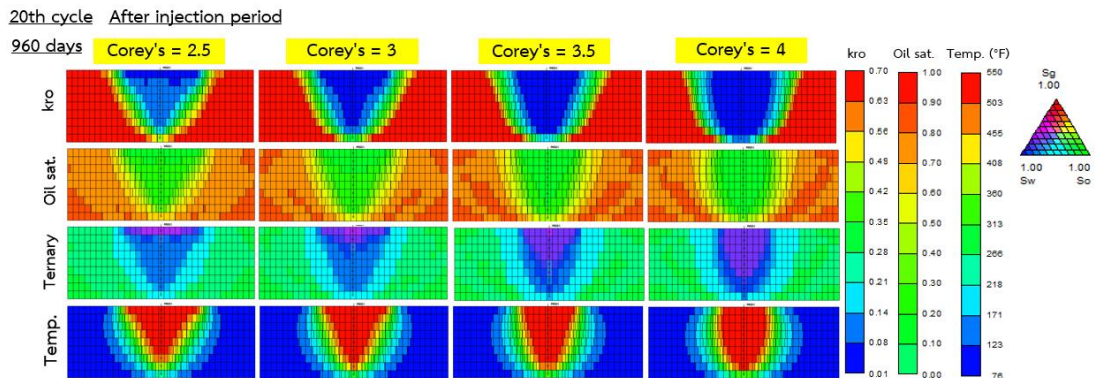 20th cycle After injection period
960 days
Corey's = 2.5
Corey's = 3
Corey's = 3.5
Corey's = 4
kro
Oil sat.
Ternary
Temp.
kro
0.70
0.63
0.56
0.49
0.42
0.35
0.28
0.21
0.14
0.08
0.01
Oil sat.
1.00
0.90
0.80
0.70
0.60
0.50
0.40
0.30
0.20
0.10
0.00
Temp. (°F)
550
503
455
408
360
313
266
218
171
123
76
Sg
1.00
1.00 1.00
Sw So